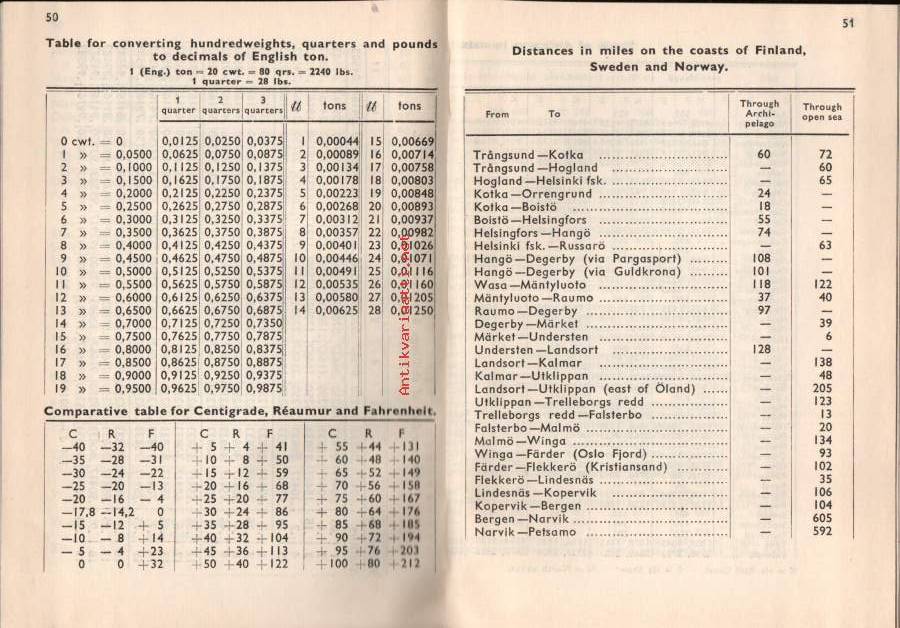 50
Table for converting hundredweights, quarters and pounds
to decimals of English ton.
1 (Eng.) ton = 20 cwt. = 80 qrs. = 2240 lbs.
1 quarter = 28 lbs.
1 quarter 2 quarters 3 quarters ℔ tons ℔ tons
0 cwt. = 0 0,0125 0,0250 0,0375 1 0,00044 15 0,00669
1 » = 0,0500 0,0625 0,0750 0,0875 2 0,00089 16 0,00714
2 » = 0,1000 0,1125 0,1250 0,1375 3 0,00134 17 0,00758
3 » = 0,1500 0,1625 0,1750 0,1875 4 0,00178 18 0,00803
4 » = 0,2000 0,2125 0,2250 0,2375 5 0,00223 19 0,00848
5 » = 0,2500 0,2625 0,2750 0,2875 6 0,00268 20 0,00893
6 » = 0,3000 0,3125 0,3250 0,3375 7 0,00312 21 0,00937
7 » = 0,3500 0,3625 0,3750 0,3875 8 0,00357 22 0,00982
8 » = 0,4000 0,4125 0,4250 0,4375 9 0,00401 23 0,01026
9 » = 0,4500 0,4625 0,4750 0,4875 10 0,00446 24 0,01071
10 » = 0,5000 0,5125 0,5250 0,5375 11 0,00491 25 0,01116
11 » = 0,5500 0,5625 0,5750 0,5875 12 0,00535 26 0,01160
12 » = 0,6000 0,6125 0,6250 0,6375 13 0,00580 27 0,01205
13 » = 0,6500 0,6625 0,6750 0,6875 14 0,00625 28 0,01250
14 » = 0,7000 0,7125 0,7250 0,7350
15 » = 0,7500 0,7625 0,7750 0,7875
16 » = 0,8000 0,8125 0,8250 0,8375
17 » = 0,8500 0,8625 0,8750 0,8875
18 » = 0,9000 0,9125 0,9250 0,9375
19 » = 0,9500 0,9625 0,9750 0,9875
Comparative table for Centigrade, Réaumur and Fahrenheit.
C R F C R F C R F
—40 —32 —40 + 5 + 4 + 41 + 55 +44 +131
—35 —28 —31 +10 + 8 + 50 + 60 +48 +140
—30 —24 —22 +15 +12 + 59 + 65 +52 +149
—25 —20 —13 +20 +16 + 68 + 70 +56 +158
—20 —16 — 4 +25 +20 + 77 + 75 +60 +167
—17,8 —14,2 0 +30 +24 + 86 + 80 +64 +176
—15 —12 + 5 +35 +28 + 95 + 85 +68 +185
—10 — 8 +14 +40 +32 +104 + 90 +72 +194
— 5 — 4 +23 +45 +36 +113 + 95 +76 +203
0 0 +32 +50 +40 +122 +100 +80 +212
Antikvariaatti.net
51
Distances in miles on the coasts of Finland,
Sweden and Norway.
From To Through Archi- pelago Through open sea
Trångsund—Kotka 60 72
Trångsund—Hogland — 60
Hogland—Helsinki fsk. — 65
Kotka—Orrengrund 24 —
Kotka—Boistö 18 —
Boistö—Helsingfors 55 —
Helsingfors—Hangö 74 —
Helsinki fsk.—Russarö — 63
Hangö—Degerby (via Pargasport) 108 —
Hangö—Degerby (via Guldkrona) 101 —
Wasa—Mäntyluoto 118 122
Mäntyluoto—Raumo 37 40
Raumo—Degerby 97 —
Degerby—Märket — 39
Märket—Understen — 6
Understen—Landsort 128 —
Landsort—Kalmar — 138
Kalmar—Utklippan — 48
Landsort—Utklippan (east of Öland) — 205
Utklippan—Trelleborgs redd — 123
Trelleborgs redd—Falsterbo — 13
Falsterbo—Malmö — 20
Malmö—Winga — 134
Winga—Färder (Oslo Fjord) — 93
Färder—Flekkerö (Kristiansand) — 102
Flekkerö—Lindesnäs — 35
Lindesnäs—Kopervik — 106
Kopervik—Bergen — 104
Bergen—Narvik — 605
Narvik—Petsamo — 592